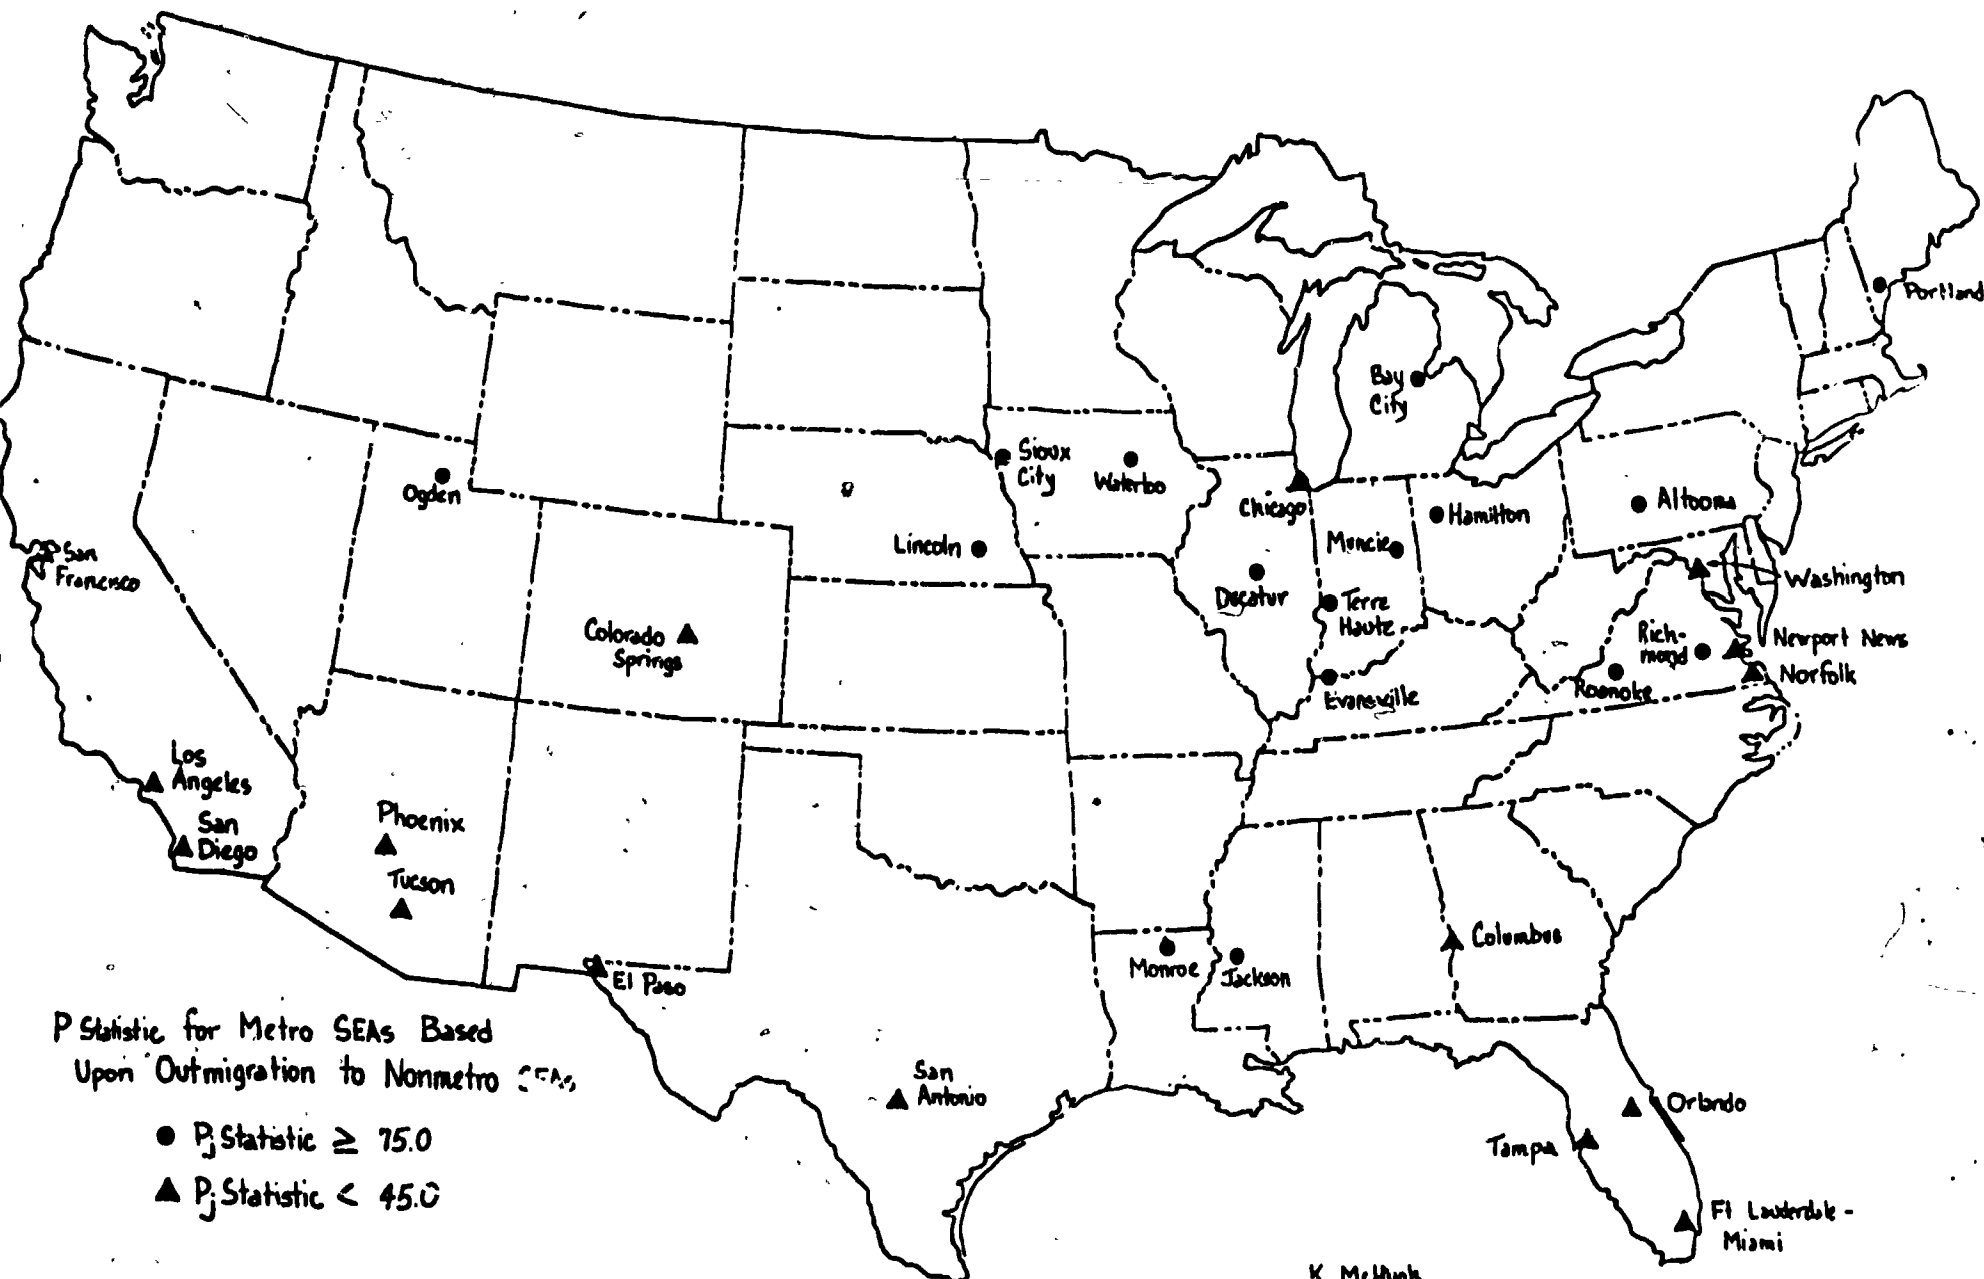 Portland
Bay
City
Sioux
City
Waterloo
Ogden
Chicago
Hamilton
Altoona
Lincoln
Muncie
San
Francisco
Decatur
Terre
Haute
Washington
Colorado
Springs
Rich-
mond
Newport News
Norfolk
Roanoke
Evansville
Los
Angeles
San
Diego
Phoenix
Tucson
Columbus
Monroe
Jackson
El Paso
P Statistic for Metro SEAs Based
Upon Outmigration to Nonmetro SEAs
● Pj Statistic ≥ 75.0
▲ Pj Statistic < 45.0
San
Antonio
Orlando
Tampa
Ft Lauderdale -
Miami
K.